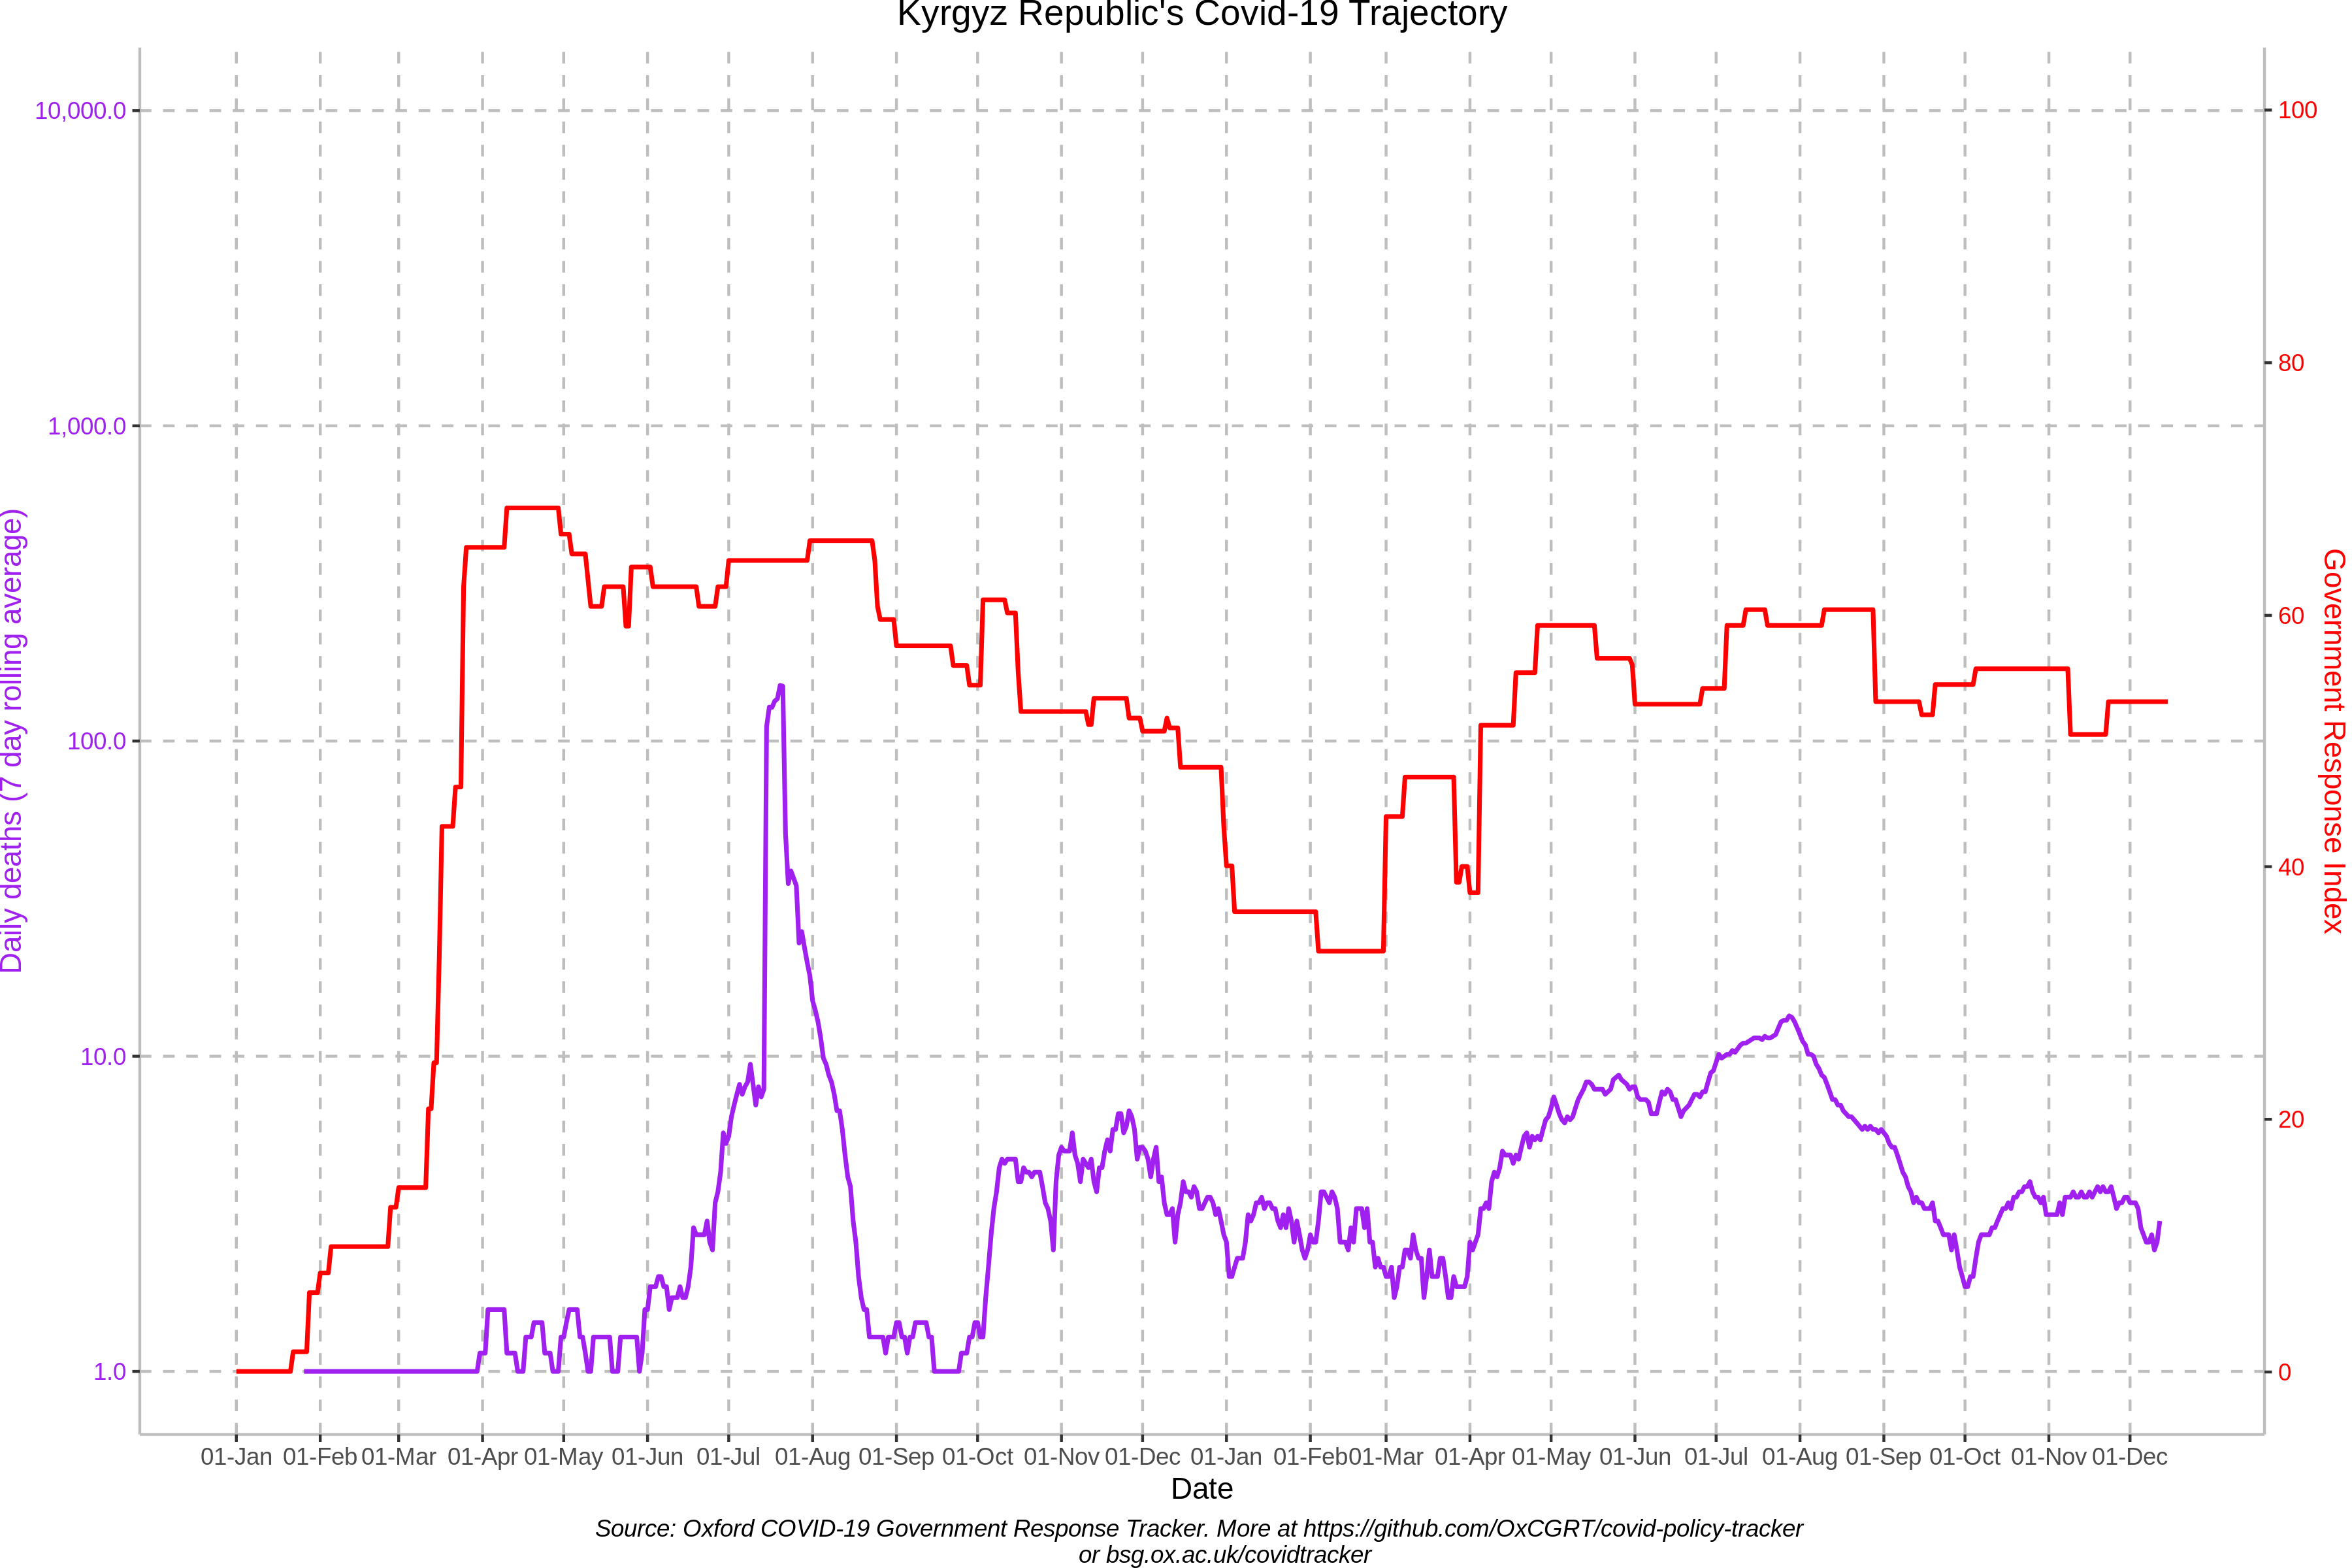 Kyrgyz Republic's Covid-19 Trajectory
10,000.0
1,000.0
100.0
10.0
1.0
Daily deaths (7 day rolling average)
100
80
60
40
20
0
Government Response Index
01-Jan 01-Feb 01-Mar 01-Apr 01-May 01-Jun 01-Jul 01-Aug 01-Sep 01-Oct 01-Nov 01-Dec 01-Jan 01-Feb 01-Mar 01-Apr 01-May 01-Jun 01-Jul 01-Aug 01-Sep 01-Oct 01-Nov 01-Dec
Date
Source: Oxford COVID-19 Government Response Tracker. More at https://github.com/OxCGRT/covid-policy-tracker
or bsg.ox.ac.uk/covidtracker